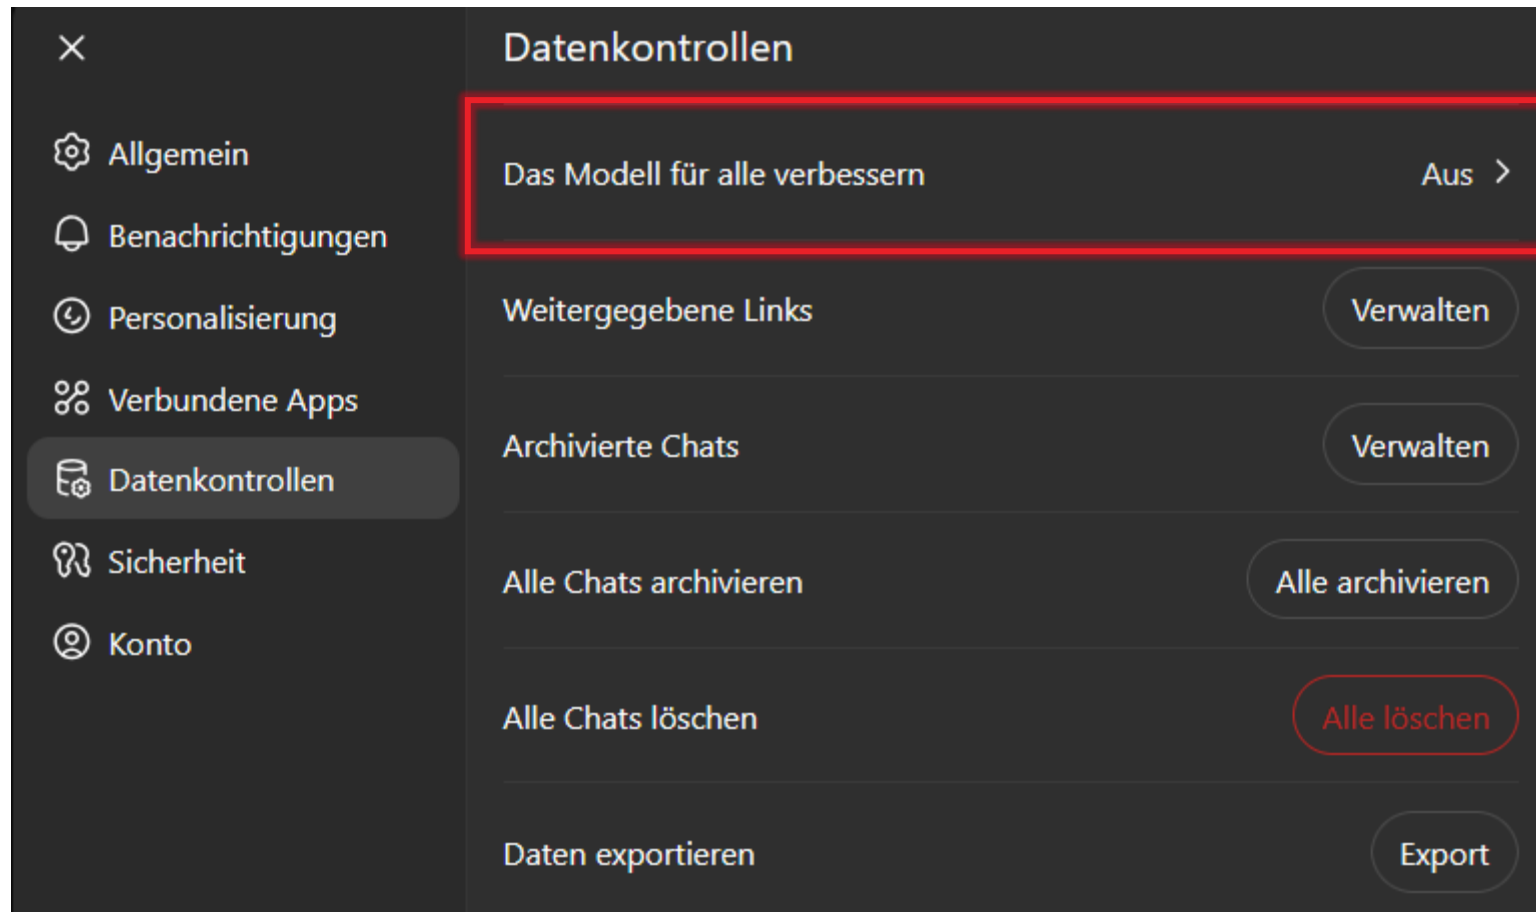 Datenkontrollen
Allgemein
Benachrichtigungen
Personalisierung
Verbundene Apps
Datenkontrollen
Sicherheit
Konto
Das Modell für alle verbessern Aus
Weitergegebene Links Verwalten
Archivierte Chats Verwalten
Alle Chats archivieren Alle archivieren
Alle Chats löschen Alle löschen
Daten exportieren Export